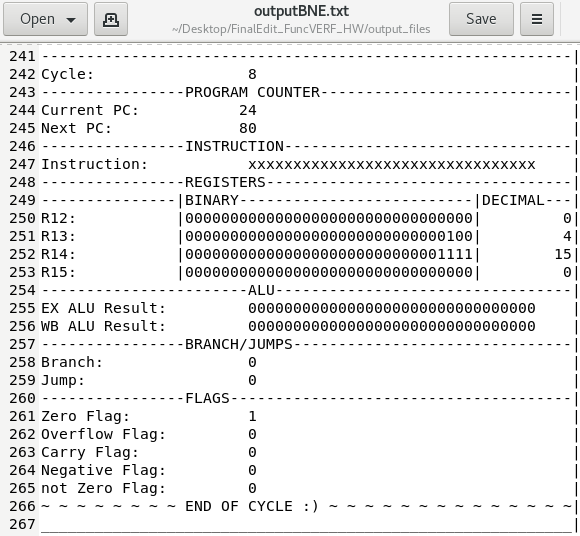 Open
outputBNE.txt
~/Desktop/FinalEdit_FuncVERF_HW/output_files
Save
241 -----------------------------------------------------------|
242 Cycle:                 8                                   |
243 ----------------PROGRAM COUNTER----------------------------|
244 Current PC:           24                                   |
245 Next PC:              80                                   |
246 ----------------INSTRUCTION--------------------------------|
247 Instruction:           xxxxxxxxxxxxxxxxxxxxxxxxxxxxxxxx    |
248 ----------------REGISTERS----------------------------------|
249 ---------------|BINARY--------------------------|DECIMAL---|
250 R12:           |00000000000000000000000000000000|         0|
251 R13:           |00000000000000000000000000000100|         4|
252 R14:           |00000000000000000000000000001111|        15|
253 R15:           |00000000000000000000000000000000|         0|
254 -----------------------ALU---------------------------------|
255 EX ALU Result:         00000000000000000000000000000000    |
256 WB ALU Result:         00000000000000000000000000000000    |
257 ----------------BRANCH/JUMPS-------------------------------|
258 Branch:                0                                   |
259 Jump:                  0                                   |
260 ----------------FLAGS--------------------------------------|
261 Zero Flag:             1                                   |
262 Overflow Flag:         0                                   |
263 Carry Flag:            0                                   |
264 Negative Flag:         0                                   |
265 not Zero Flag:         0                                   |
266 ~ ~ ~ ~ ~ ~ ~ ~ END OF CYCLE :) ~ ~ ~ ~ ~ ~ ~ ~ ~ ~ ~ ~ ~ ~|
267 ___________________________________________________________|